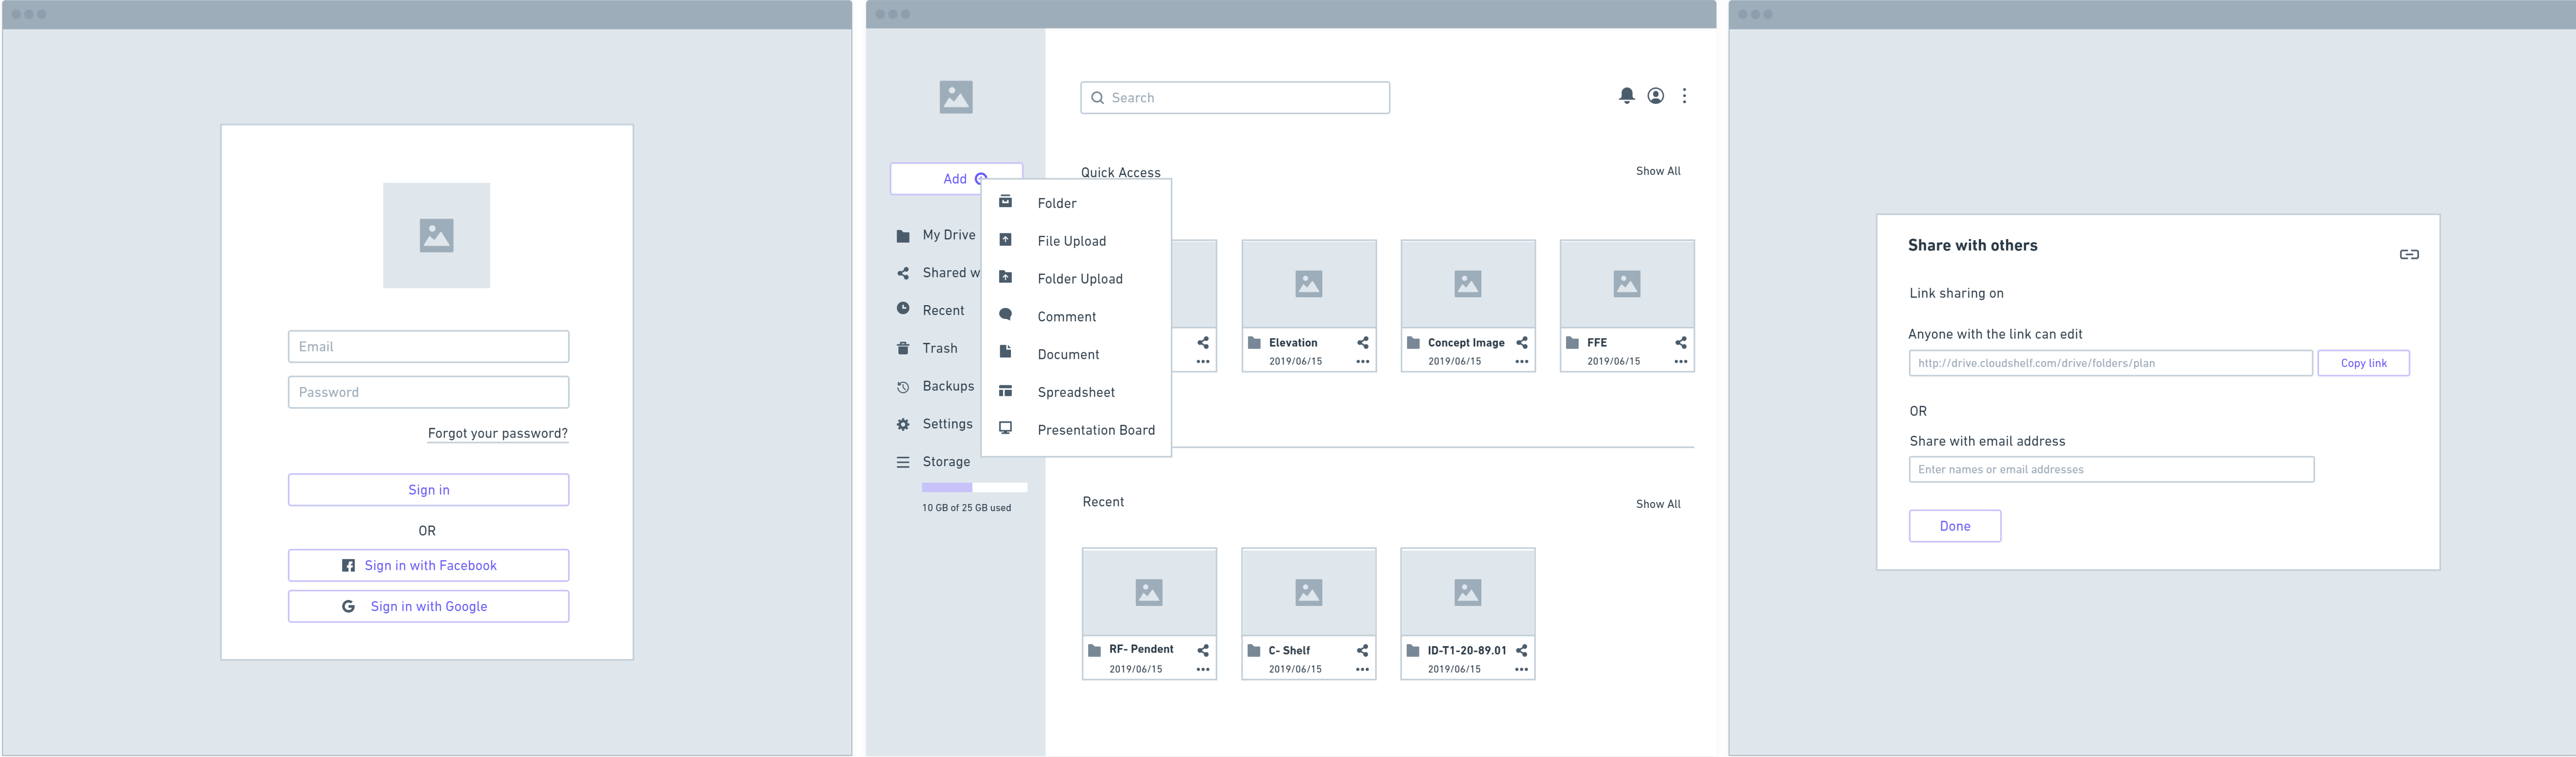 Email
Password
Forgot your password?
Sign in
OR
Sign in with Facebook
Sign in with Google
Search
Add
My Drive
Shared w
Recent
Trash
Backups
Settings
Storage
10 GB of 25 GB used
Folder
File Upload
Folder Upload
Comment
Document
Spreadsheet
Presentation Board
Quick Access
Show All
Elevation
2019/06/15
Concept Image
2019/06/15
FFE
2019/06/15
Recent
Show All
RF- Pendent
2019/06/15
C- Shelf
2019/06/15
ID-T1-20-89.01
2019/06/15
Share with others
Link sharing on
Anyone with the link can edit
http://drive.cloudshelf.com/drive/folders/plan
Copy link
OR
Share with email address
Enter names or email addresses
Done